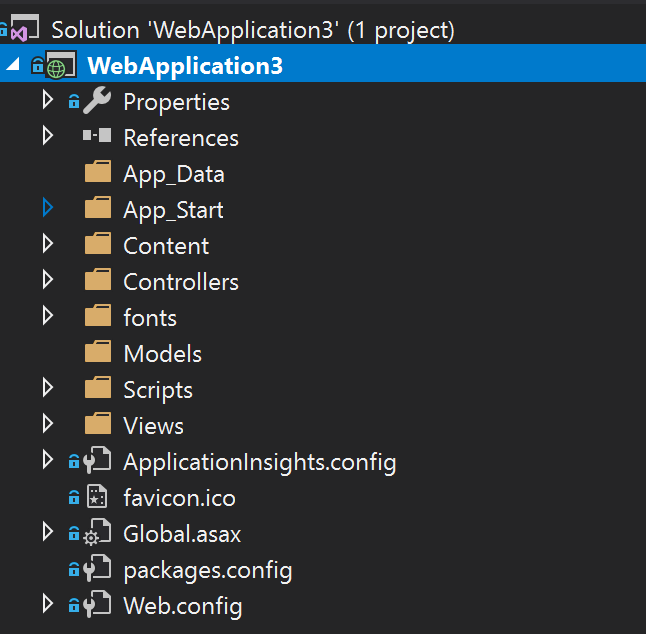 Solution 'WebApplication3' (1 project)
WebApplication3
Properties
References
App_Data
App_Start
Content
Controllers
fonts
Models
Scripts
Views
ApplicationInsights.config
favicon.ico
Global.asax
packages.config
Web.config